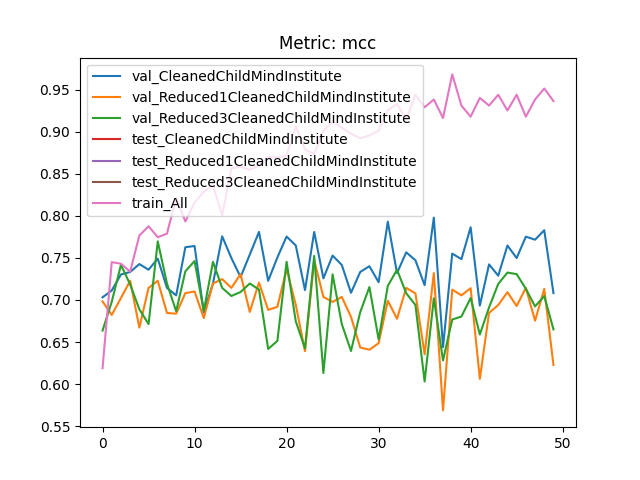 Metric: mcc
val_CleanedChildMindInstitute
val_Reduced1CleanedChildMindInstitute
val_Reduced3CleanedChildMindInstitute
test_CleanedChildMindInstitute
test_Reduced1CleanedChildMindInstitute
test_Reduced3CleanedChildMindInstitute
train_All
0.95
0.90
0.85
0.80
0.75
0.70
0.65
0.60
0.55
0 10 20 30 40 50